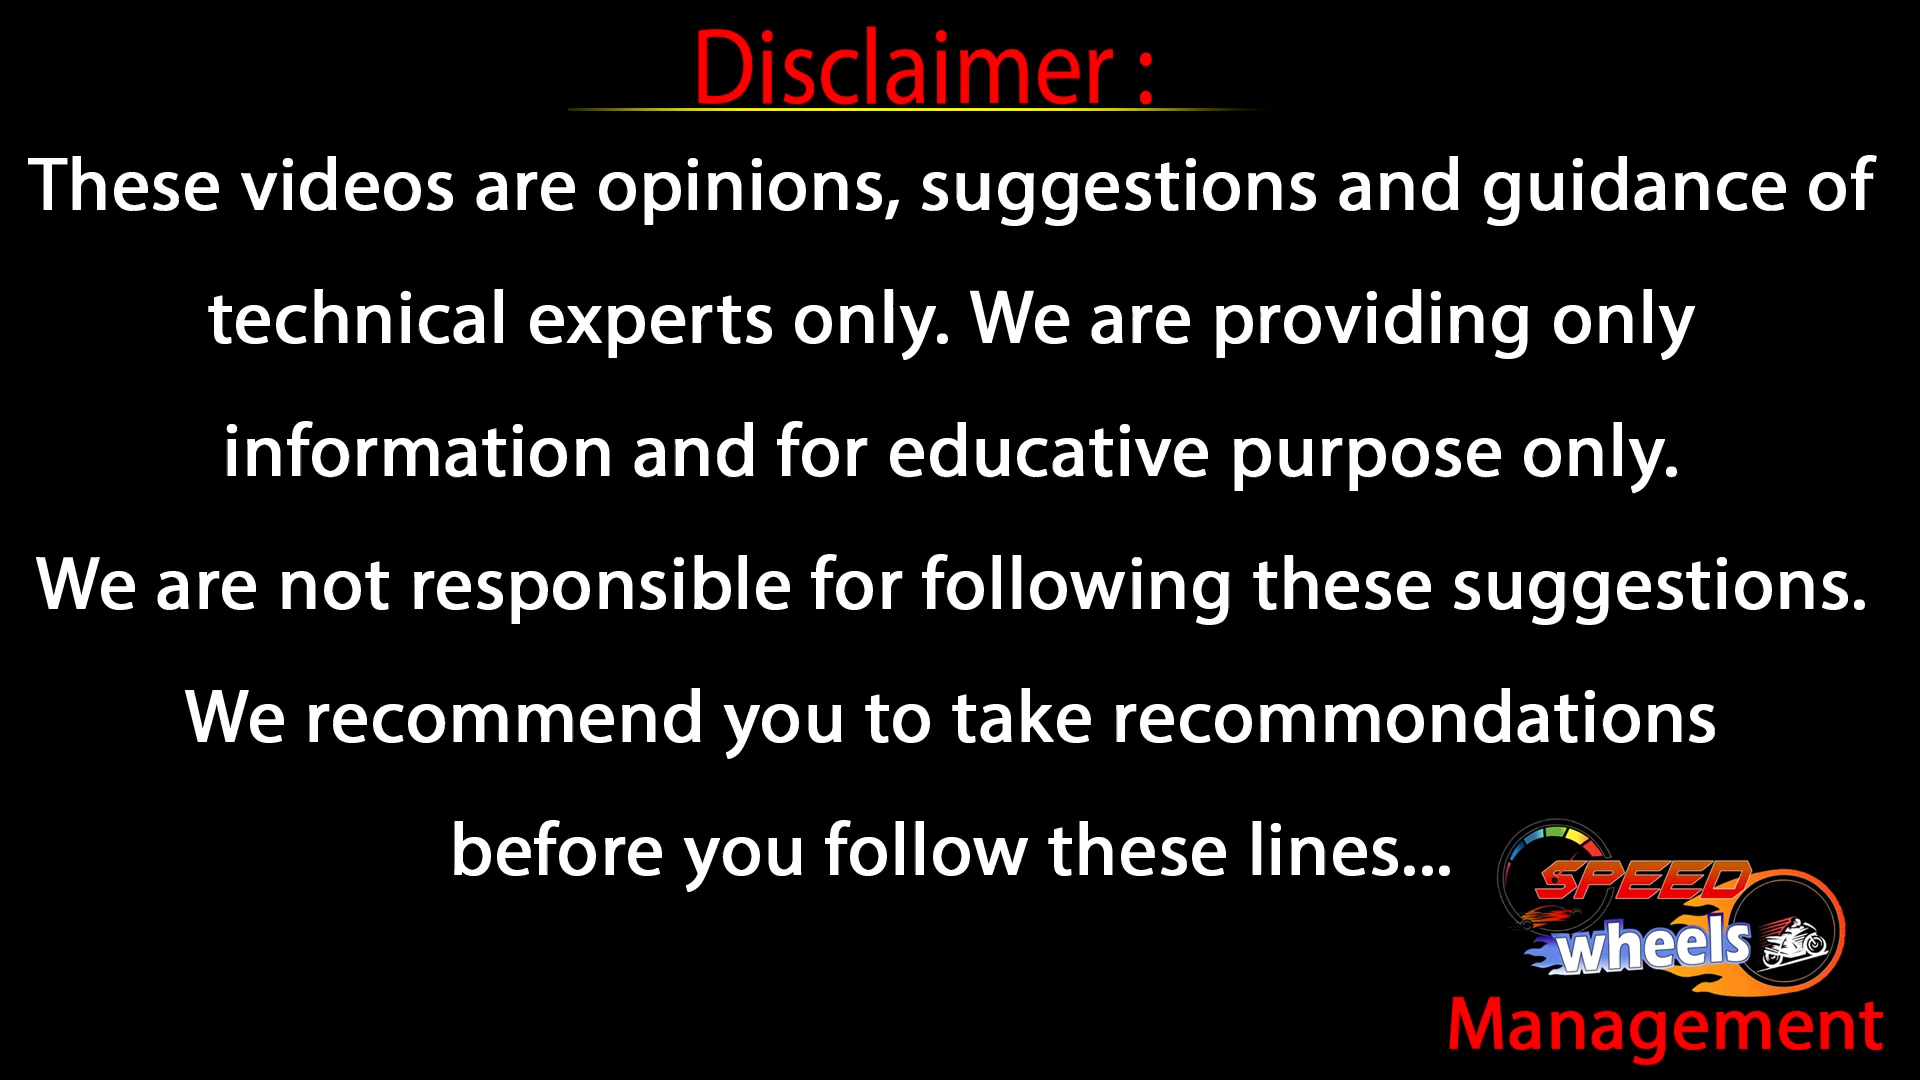 Disclaimer :
These videos are opinions, suggestions and guidance of
technical experts only. We are providing only
information and for educative purpose only.
We are not responsible for following these suggestions.
We recommend you to take recommondations
before you follow these lines...
SPEED
wheels
Management